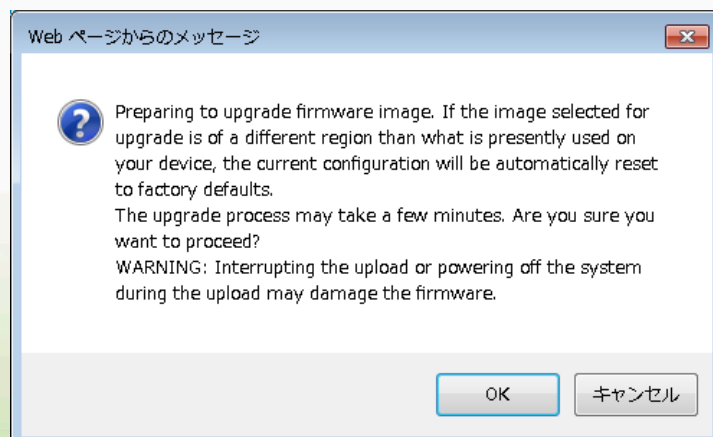 Web ページからのメッセージ
Preparing to upgrade firmware image. If the image selected for
upgrade is of a different region than what is presently used on
your device, the current configuration will be automatically reset
to factory defaults.
The upgrade process may take a few minutes. Are you sure you
want to proceed?
WARNING: Interrupting the upload or powering off the system
during the upload may damage the firmware.
OK
キャンセル